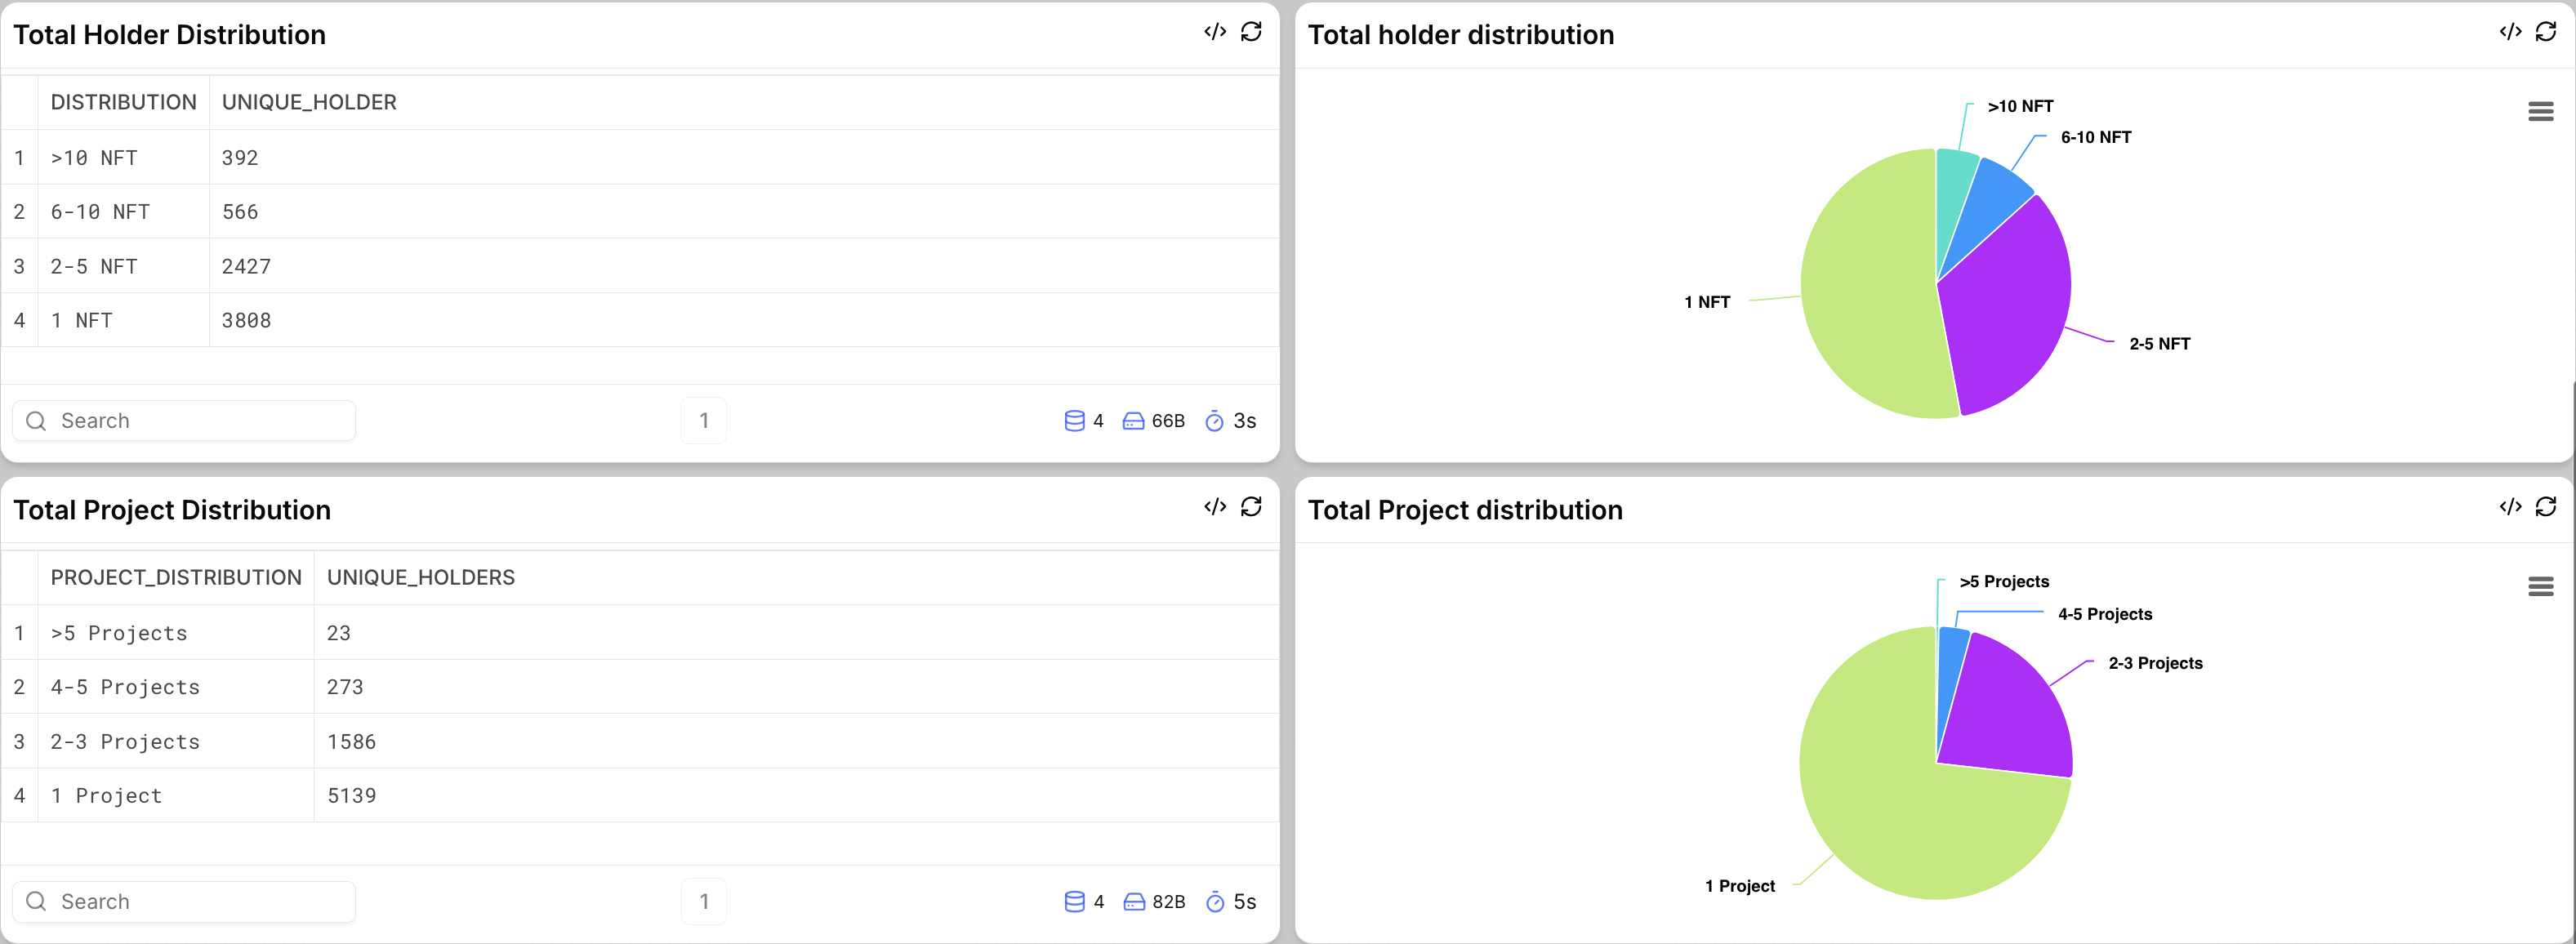 Total Holder Distribution
DISTRIBUTION UNIQUE_HOLDER
1 >10 NFT 392
2 6-10 NFT 566
3 2-5 NFT 2427
4 1 NFT 3808
Search 1 4 66B 3s
Total holder distribution
>10 NFT
6-10 NFT
1 NFT
2-5 NFT
Total Project Distribution
PROJECT_DISTRIBUTION UNIQUE_HOLDERS
1 >5 Projects 23
2 4-5 Projects 273
3 2-3 Projects 1586
4 1 Project 5139
Search 1 4 82B 5s
Total Project distribution
>5 Projects
4-5 Projects
2-3 Projects
1 Project